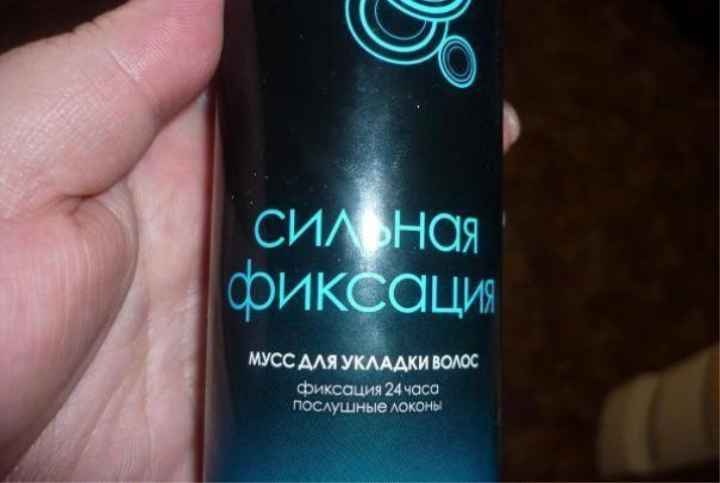 сильная
фиксация
МУСС ДЛЯ УКЛАДКИ ВОЛОС
фиксация 24 часа
послушные локоны